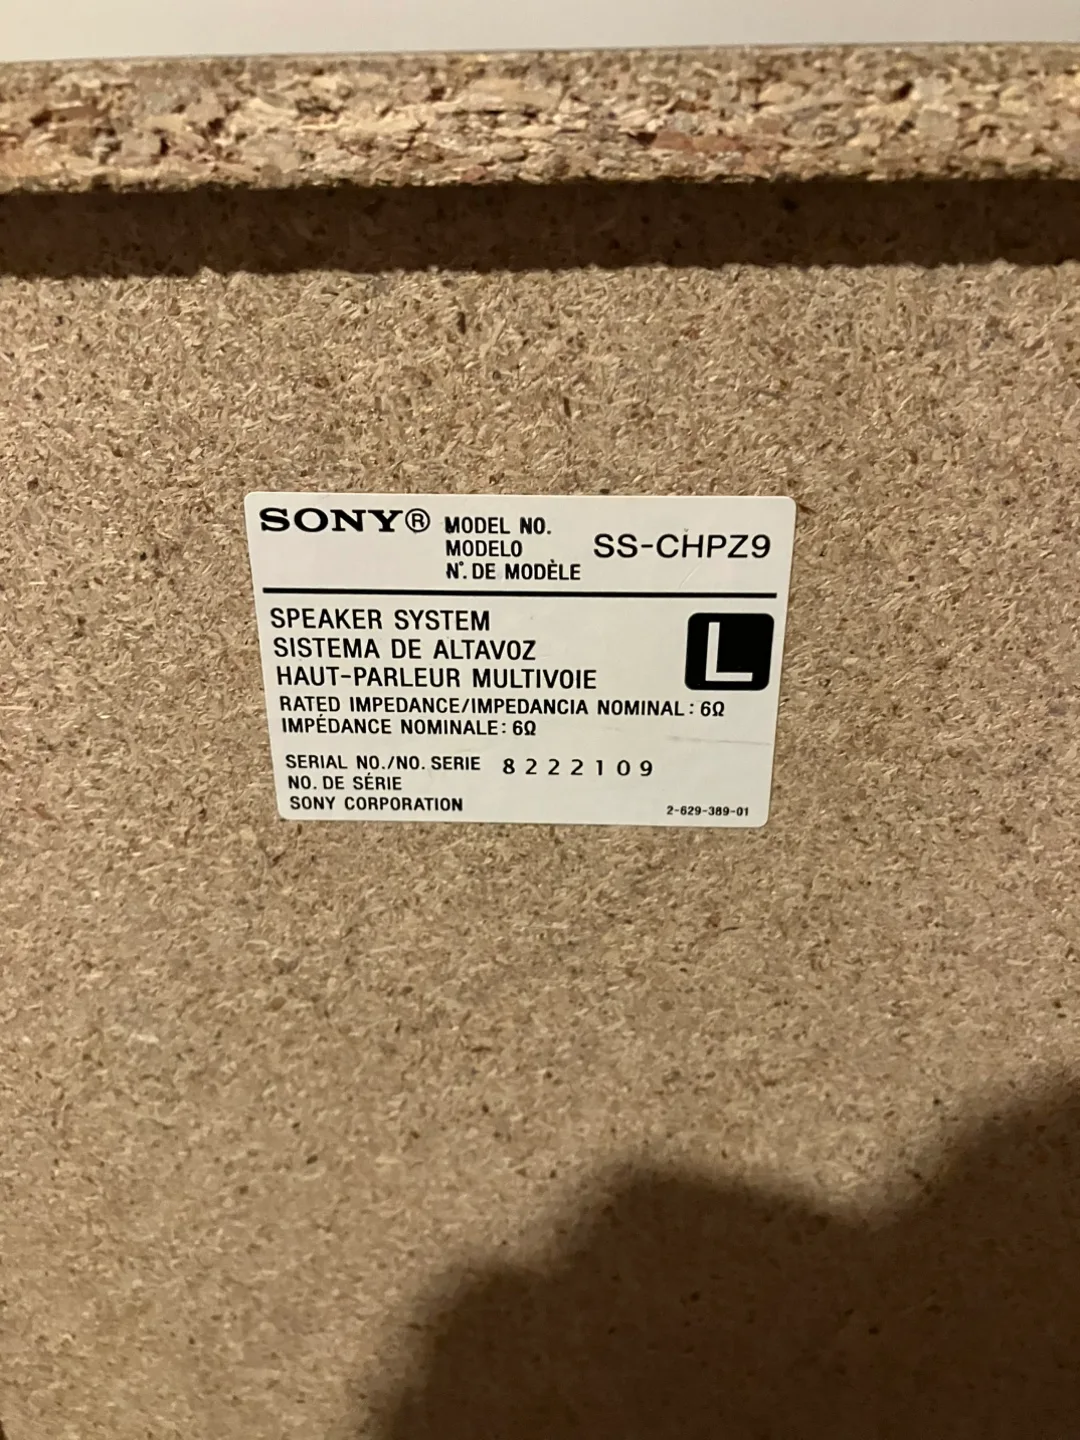 SONY® MODEL NO. SS-CHPZ9
MODELO
N°. DE MODÈLE
SPEAKER SYSTEM
SISTEMA DE ALTAVOZ
HAUT-PARLEUR MULTIVOIE
L
RATED IMPEDANCE/IMPEDANCIA NOMINAL: 6Ω
IMPÉDANCE NOMINALE: 6Ω
SERIAL NO./NO. SERIE 8222109
NO. DE SÉRIE
SONY CORPORATION
2-629-389-01